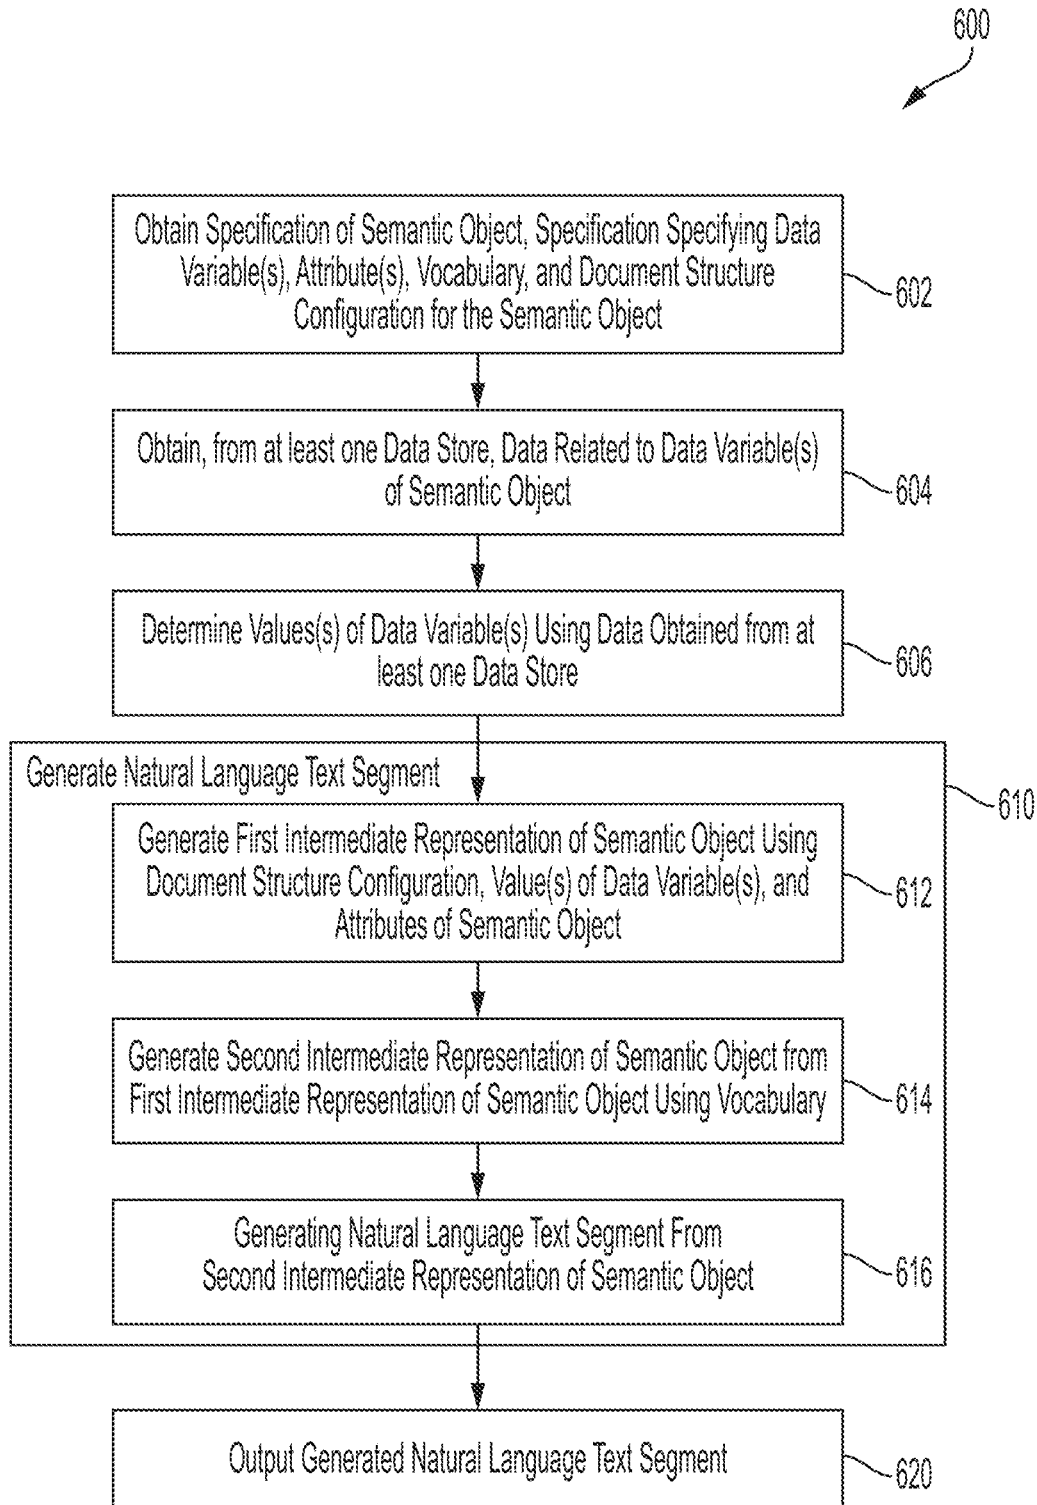 600
Obtain Specification of Semantic Object, Specification Specifying Data
Variable(s), Attribute(s), Vocabulary, and Document Structure
Configuration for the Semantic Object
602
Obtain, from at least one Data Store, Data Related to Data Variable(s)
of Semantic Object
604
Determine Values(s) of Data Variable(s) Using Data Obtained from at
least one Data Store
606
Generate Natural Language Text Segment
610
Generate First Intermediate Representation of Semantic Object Using
Document Structure Configuration, Value(s) of Data Variable(s), and
Attributes of Semantic Object
612
Generate Second Intermediate Representation of Semantic Object from
First Intermediate Representation of Semantic Object Using Vocabulary
614
Generating Natural Language Text Segment From
Second Intermediate Representation of Semantic Object
616
Output Generated Natural Language Text Segment
620